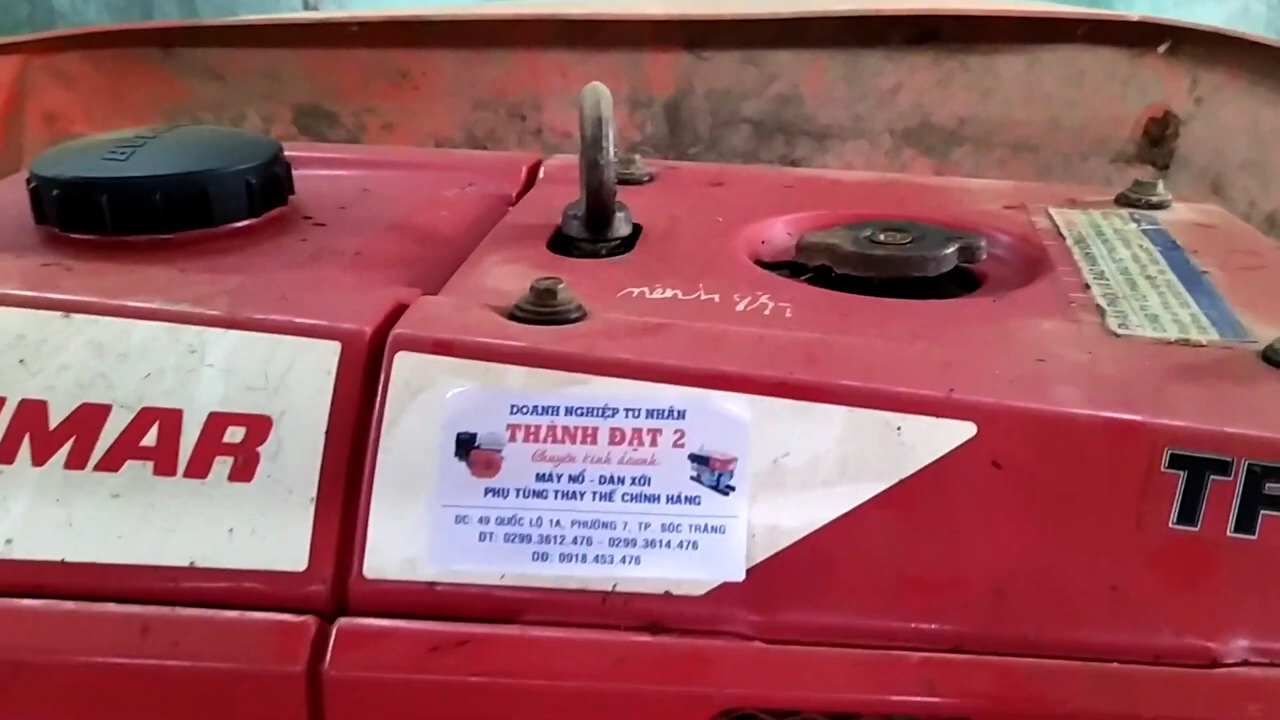 MAR
DOANH NGHIỆP TƯ NHÂN
THÀNH ĐẠT 2
Chuyên kinh doanh
MÁY NỔ - DÀN XỚI
PHỤ TÙNG THAY THẾ CHÍNH HÃNG
ĐC: 49 QUỐC LỘ 1A, PHƯỜNG 7, TP. SÓC TRĂNG
ĐT: 0299.3612.476 - 0299.3614.476
DĐ: 0918.453.476
TF